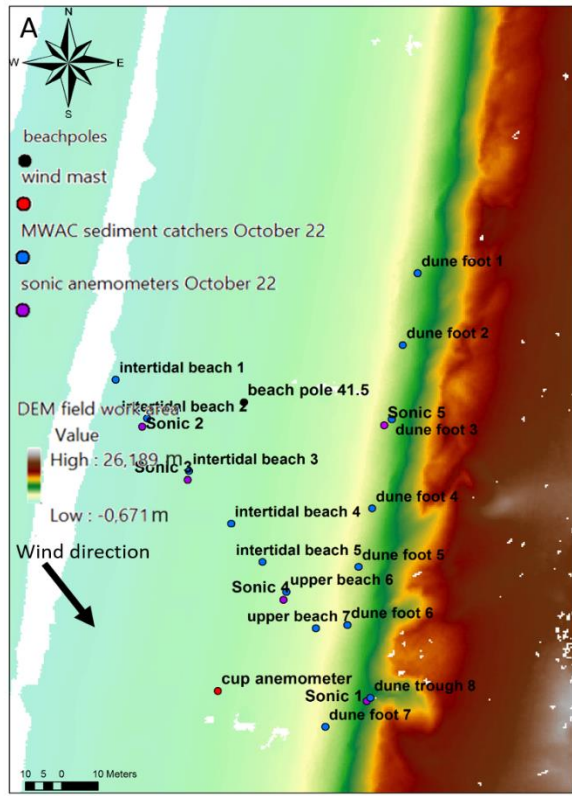 A
N
W E
S
beachpoles
wind mast
MWAC sediment catchers October 22
sonic anemometers October 22
dune foot 1
dune foot 2
intertidal beach 1
beach pole 41.5
DEM field work area
intertidal beach 2
Sonic 2
Sonic 5
dune foot 3
Value
High : 26,189 m
Sonic 3
intertidal beach 3
dune foot 4
Low : -0,671 m
intertidal beach 4
Wind direction
intertidal beach 5
dune foot 5
Sonic 4
upper beach 6
upper beach 7
dune foot 6
cup anemometer
Sonic 1
dune trough 8
dune foot 7
10 5 0 10 Meters